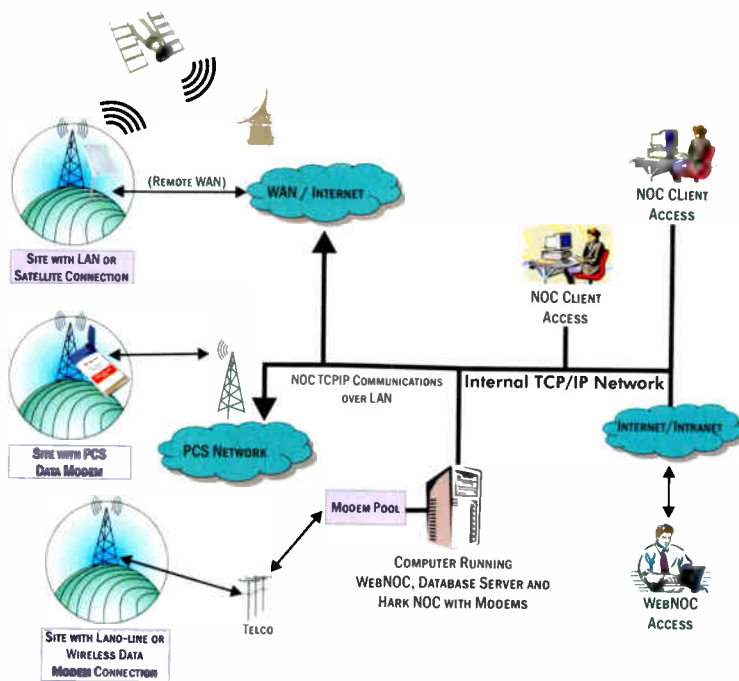 (REMOTE WAN)
WAN / INTERNET
NOC CLIENT
ACCESS
SITE WITH LAN OR
SATELLITE CONNECTION
NOC CLIENT
ACCESS
NOC TCPIP COMMUNICATIONS
OVER LAN
Internal TCP/IP Network
INTERNET/INTRANET
SITE WITH PCS
DATA MODEM
PCS NETWORK
MODEM POOL
COMPUTER RUNNING
WEBNOC, DATABASE SERVER AND
HARK NOC WITH MODEMS
WEBNOC
ACCESS
TELCO
SITE WITH LAND-LINE OR
WIRELESS DATA
MODEM CONNECTION